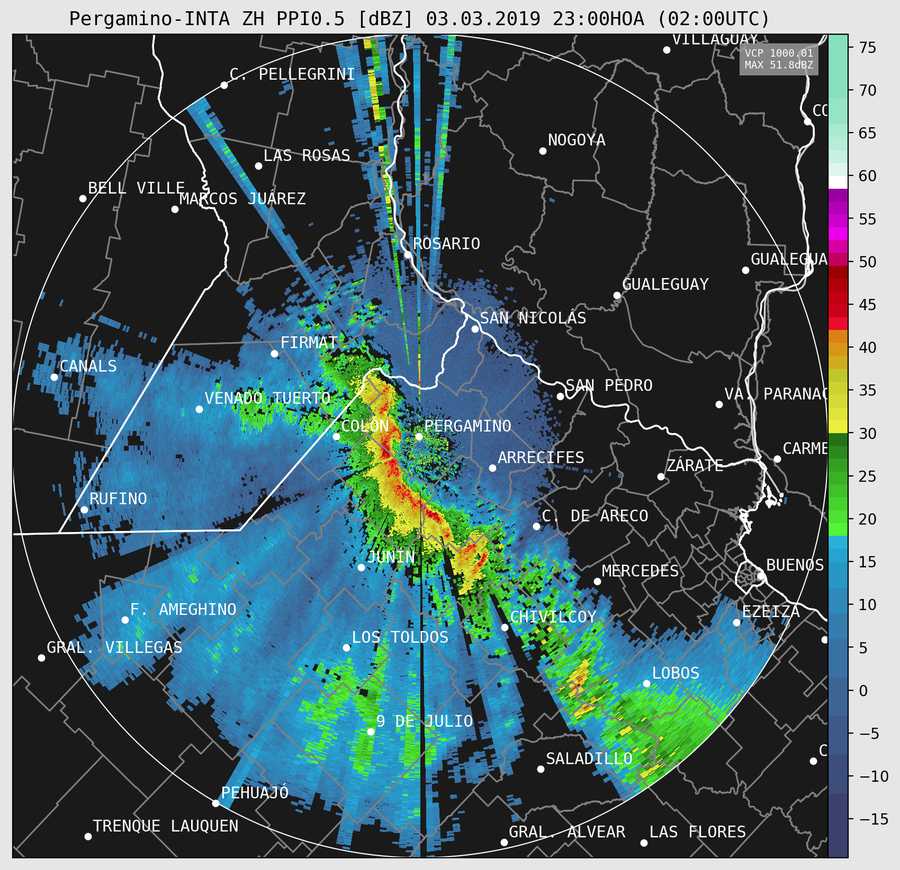 Pergamino-INTA ZH PPI0.5 [dBZ] 03.03.2019 23:00HOA (02:00UTC)
VILLAGUAY
VCP 1000.01
MAX 51.8dBZ
75
C. PELLEGRINI
70
CO
65
NOGOYA
LAS ROSAS
60
BELL VILLE
MARCOS JUÁREZ
55
ROSARIO
GUALEGUA
50
GUALEGUAY
45
SAN NICOLÁS
FIRMAT
40
CANALS
SAN PEDRO
VENADO TUERTO
VA. PARANAC
35
COLÓN
PERGAMINO
30
CARME
ARRECIFES
ZÁRATE
25
RUFINO
C. DE ARECO
20
JUNÍN
MERCEDES
BUENOS
15
F. AMEGHINO
CHIVILCOY
EZEIZA
10
LOS TOLDOS
GRAL. VILLEGAS
5
LOBOS
0
9 DE JULIO
−5
SALADILLO
C
−10
PEHUAJÓ
−15
TRENQUE LAUQUEN
GRAL. ALVEAR
LAS FLORES